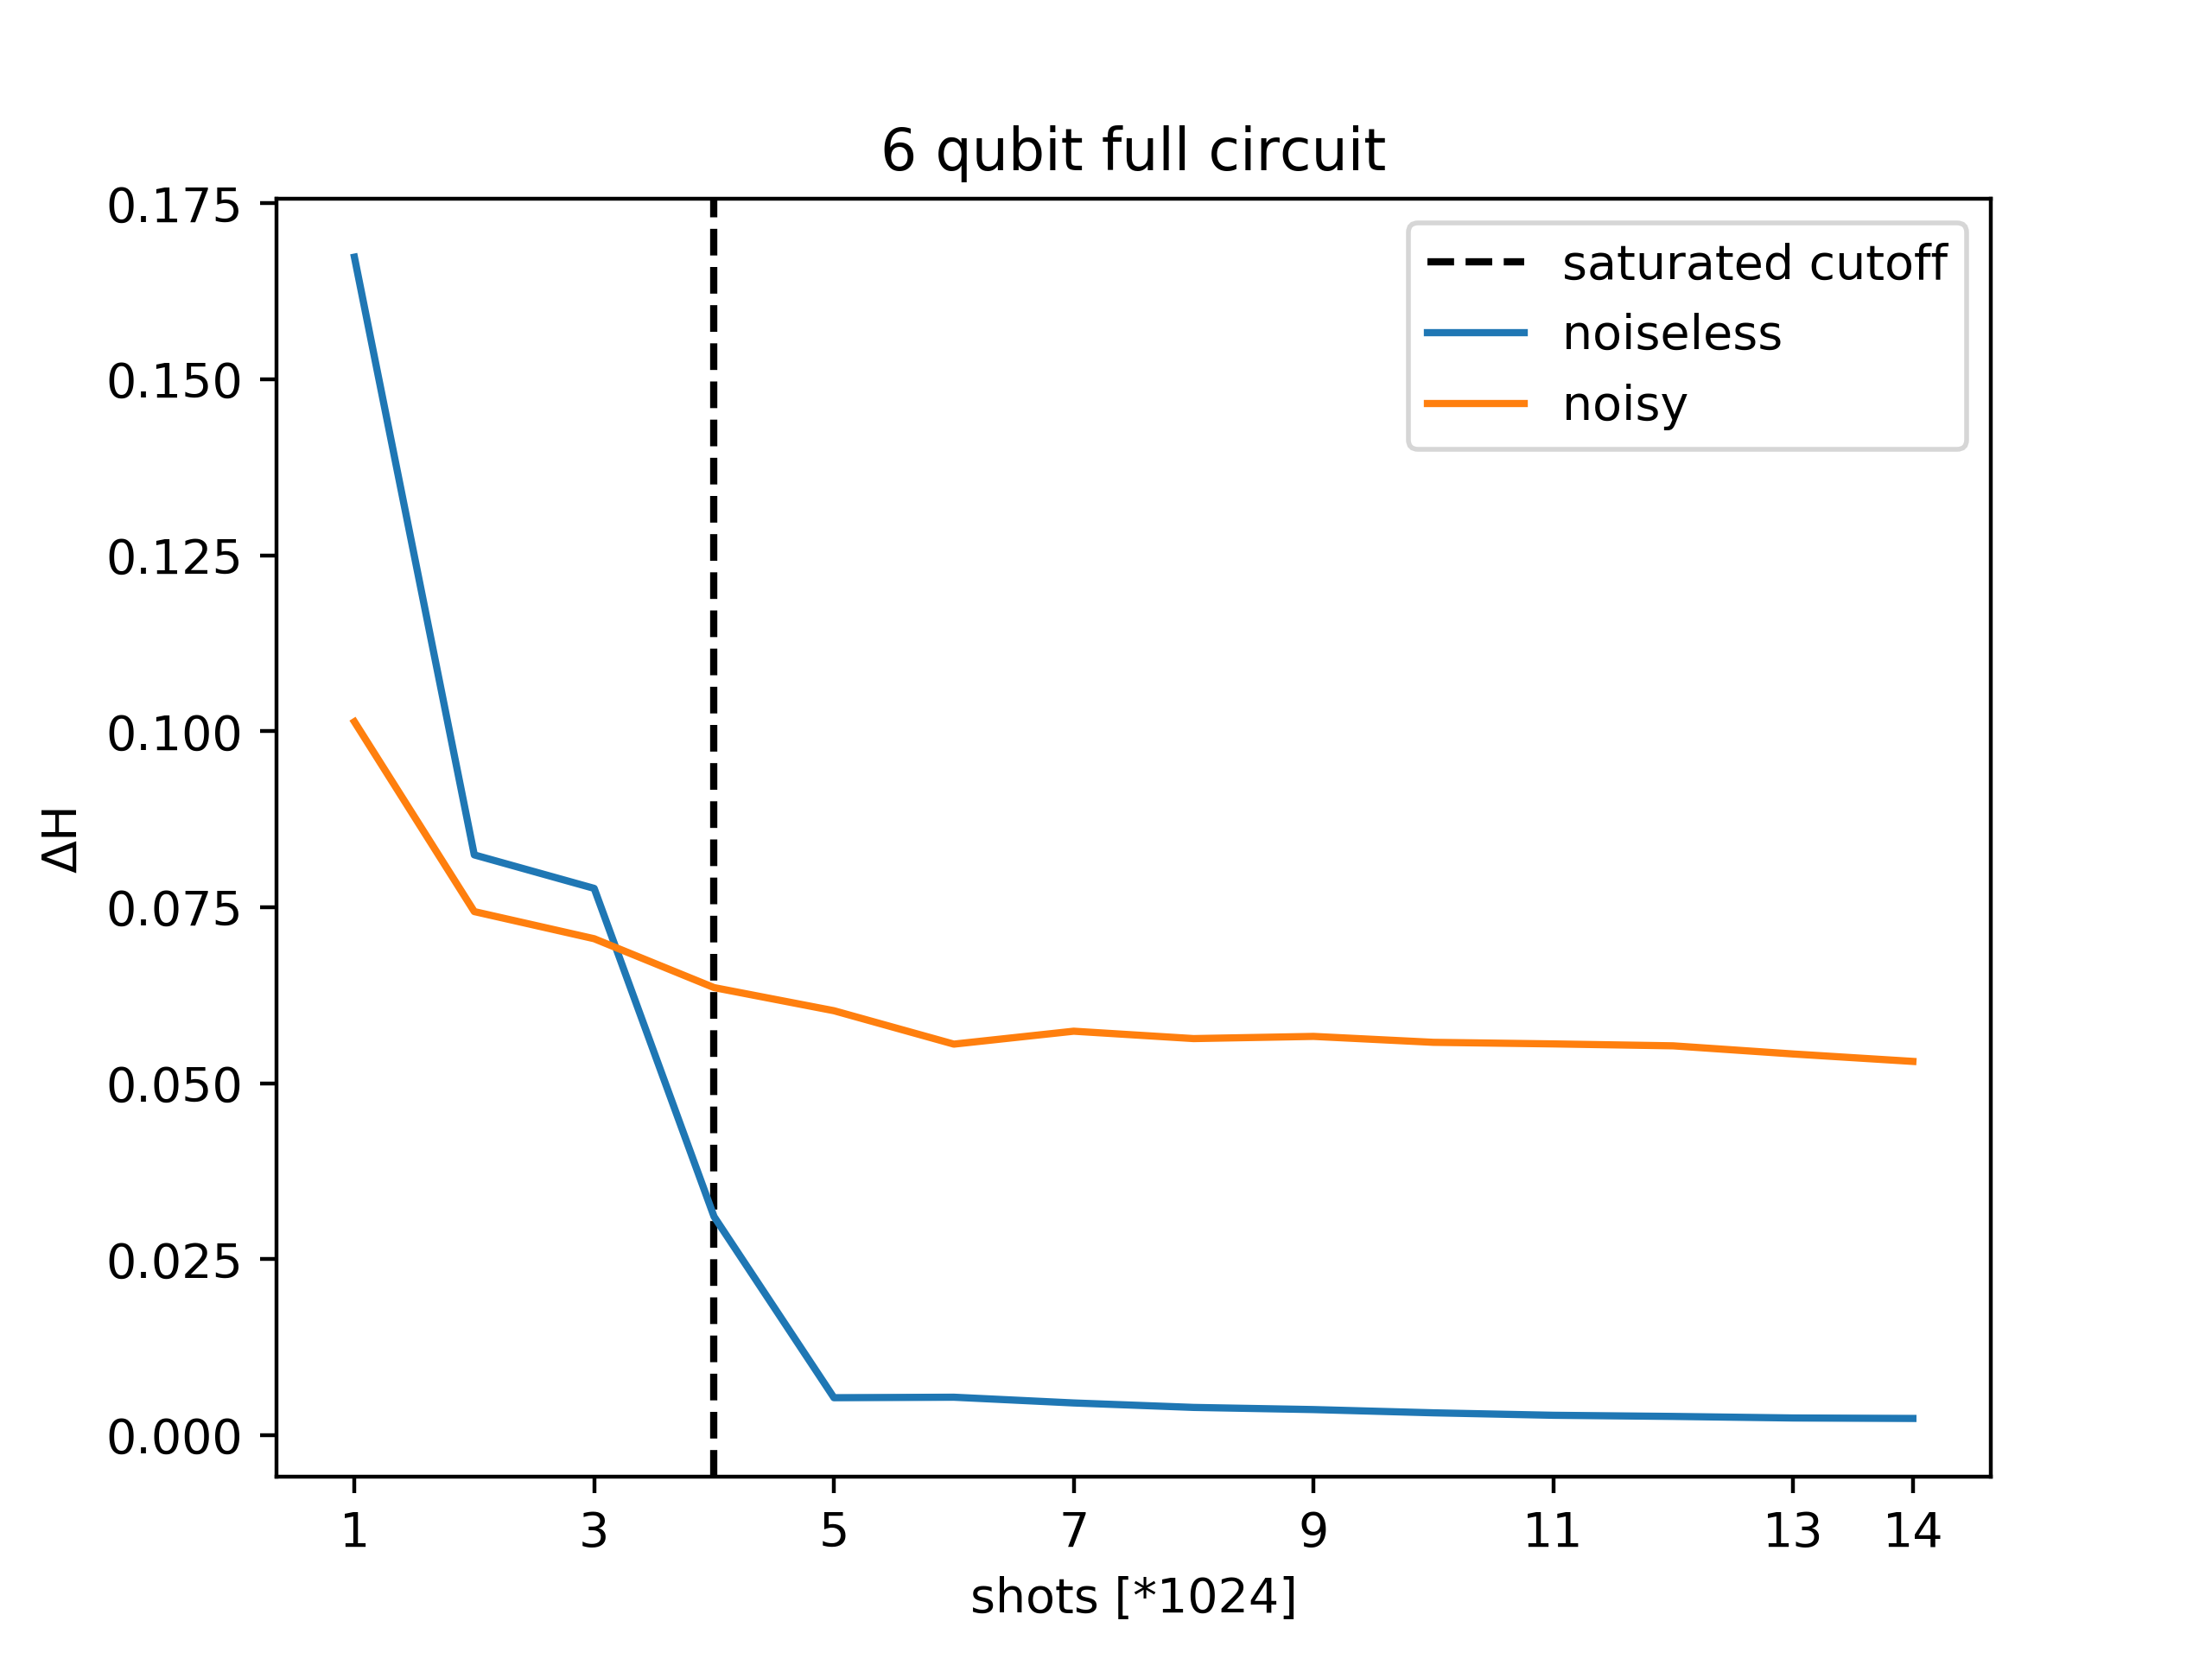 6 qubit full circuit
0.175
0.150
0.125
0.100
0.075
0.050
0.025
0.000
ΔH
saturated cutoff
noiseless
noisy
1 3 5 7 9 11 13 14
shots [*1024]